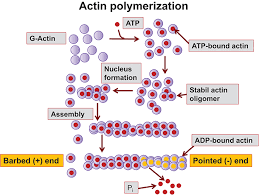 Actin polymerization
ATP
G-Actin
ATP-bound actin
Nucleus
formation
Stabil actin
oligomer
Assembly
ADP-bound actin
Barbed (+) end
Pointed (-) end
Pi